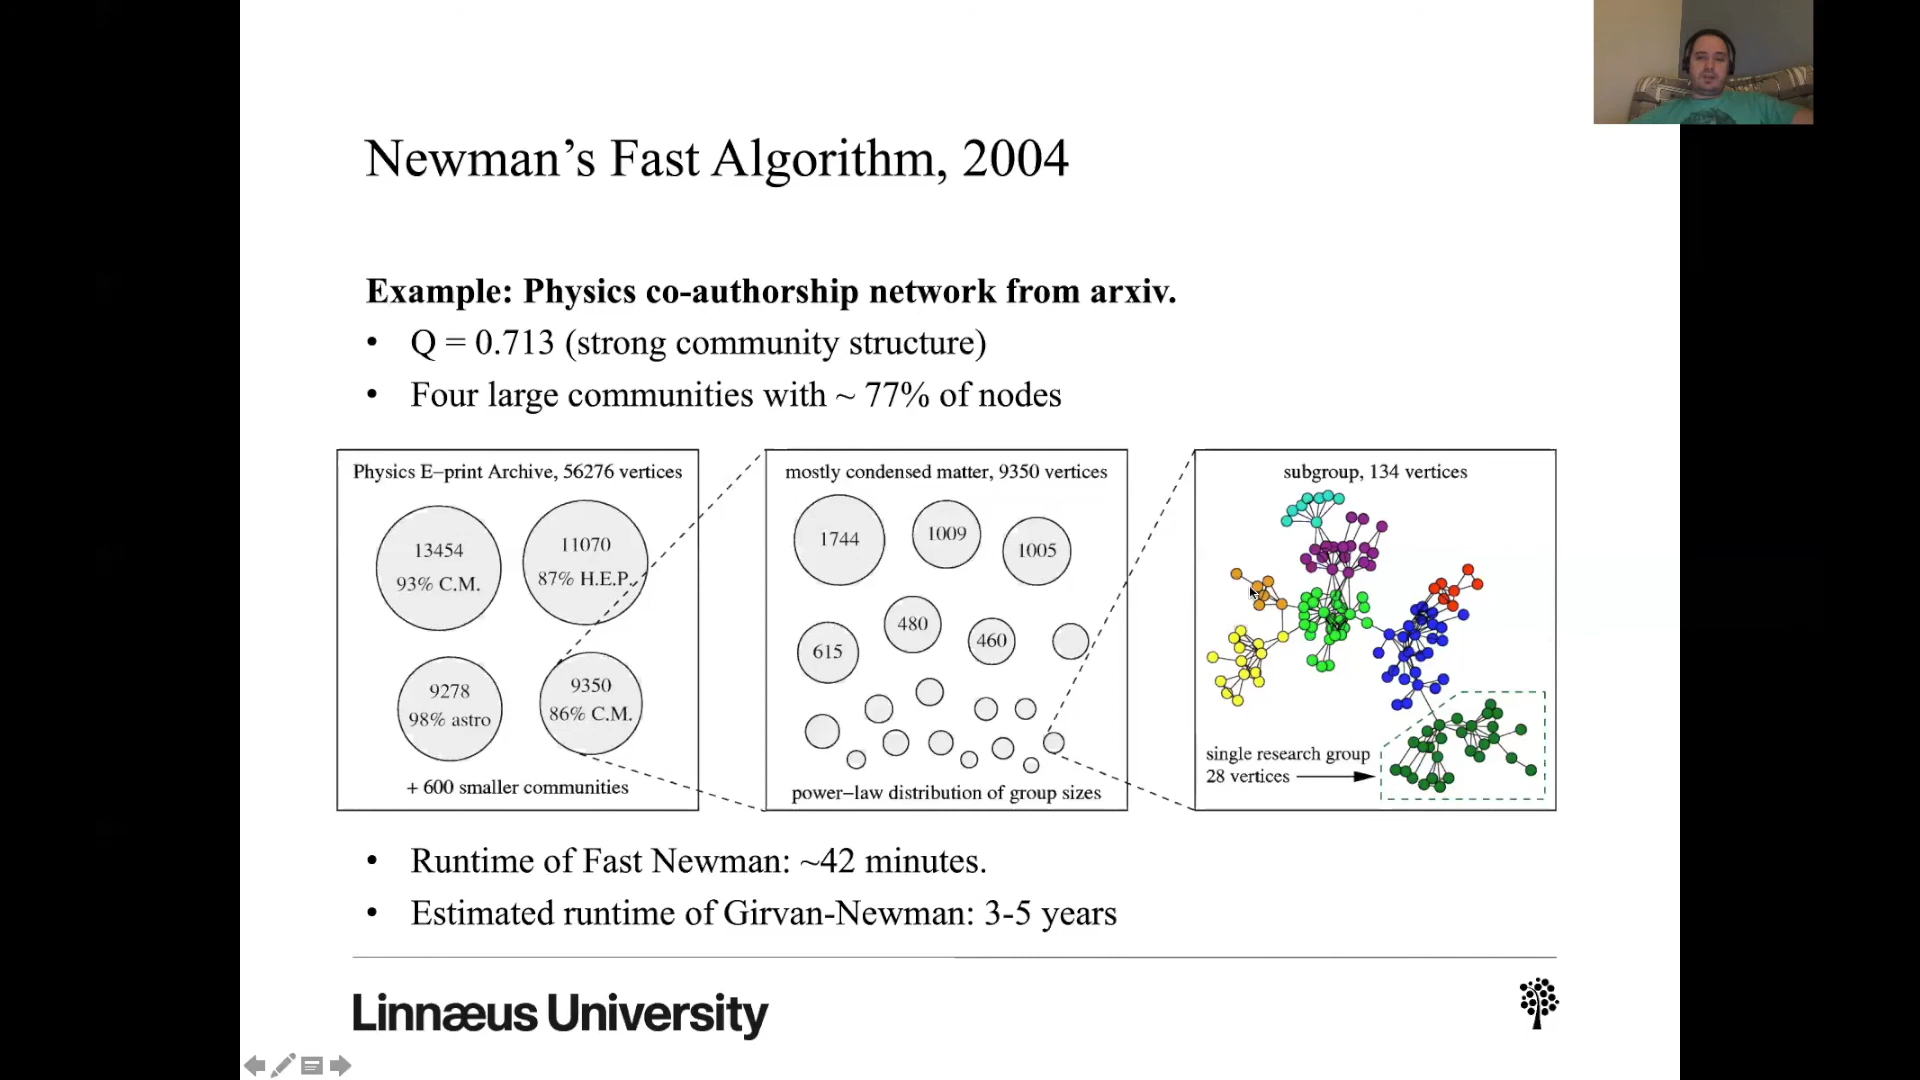 Newman’s Fast Algorithm, 2004
Example: Physics co-authorship network from arxiv.
• Q = 0.713 (strong community structure)
• Four large communities with ~ 77% of nodes
Physics E−print Archive, 56276 vertices
13454
93% C.M.
11070
87% H.E.P.
9278
98% astro
9350
86% C.M.
+ 600 smaller communities
mostly condensed matter, 9350 vertices
1744
1009
1005
615
480
460
power−law distribution of group sizes
subgroup, 134 vertices
single research group
28 vertices
• Runtime of Fast Newman: ~42 minutes.
• Estimated runtime of Girvan-Newman: 3-5 years
Linnæus University